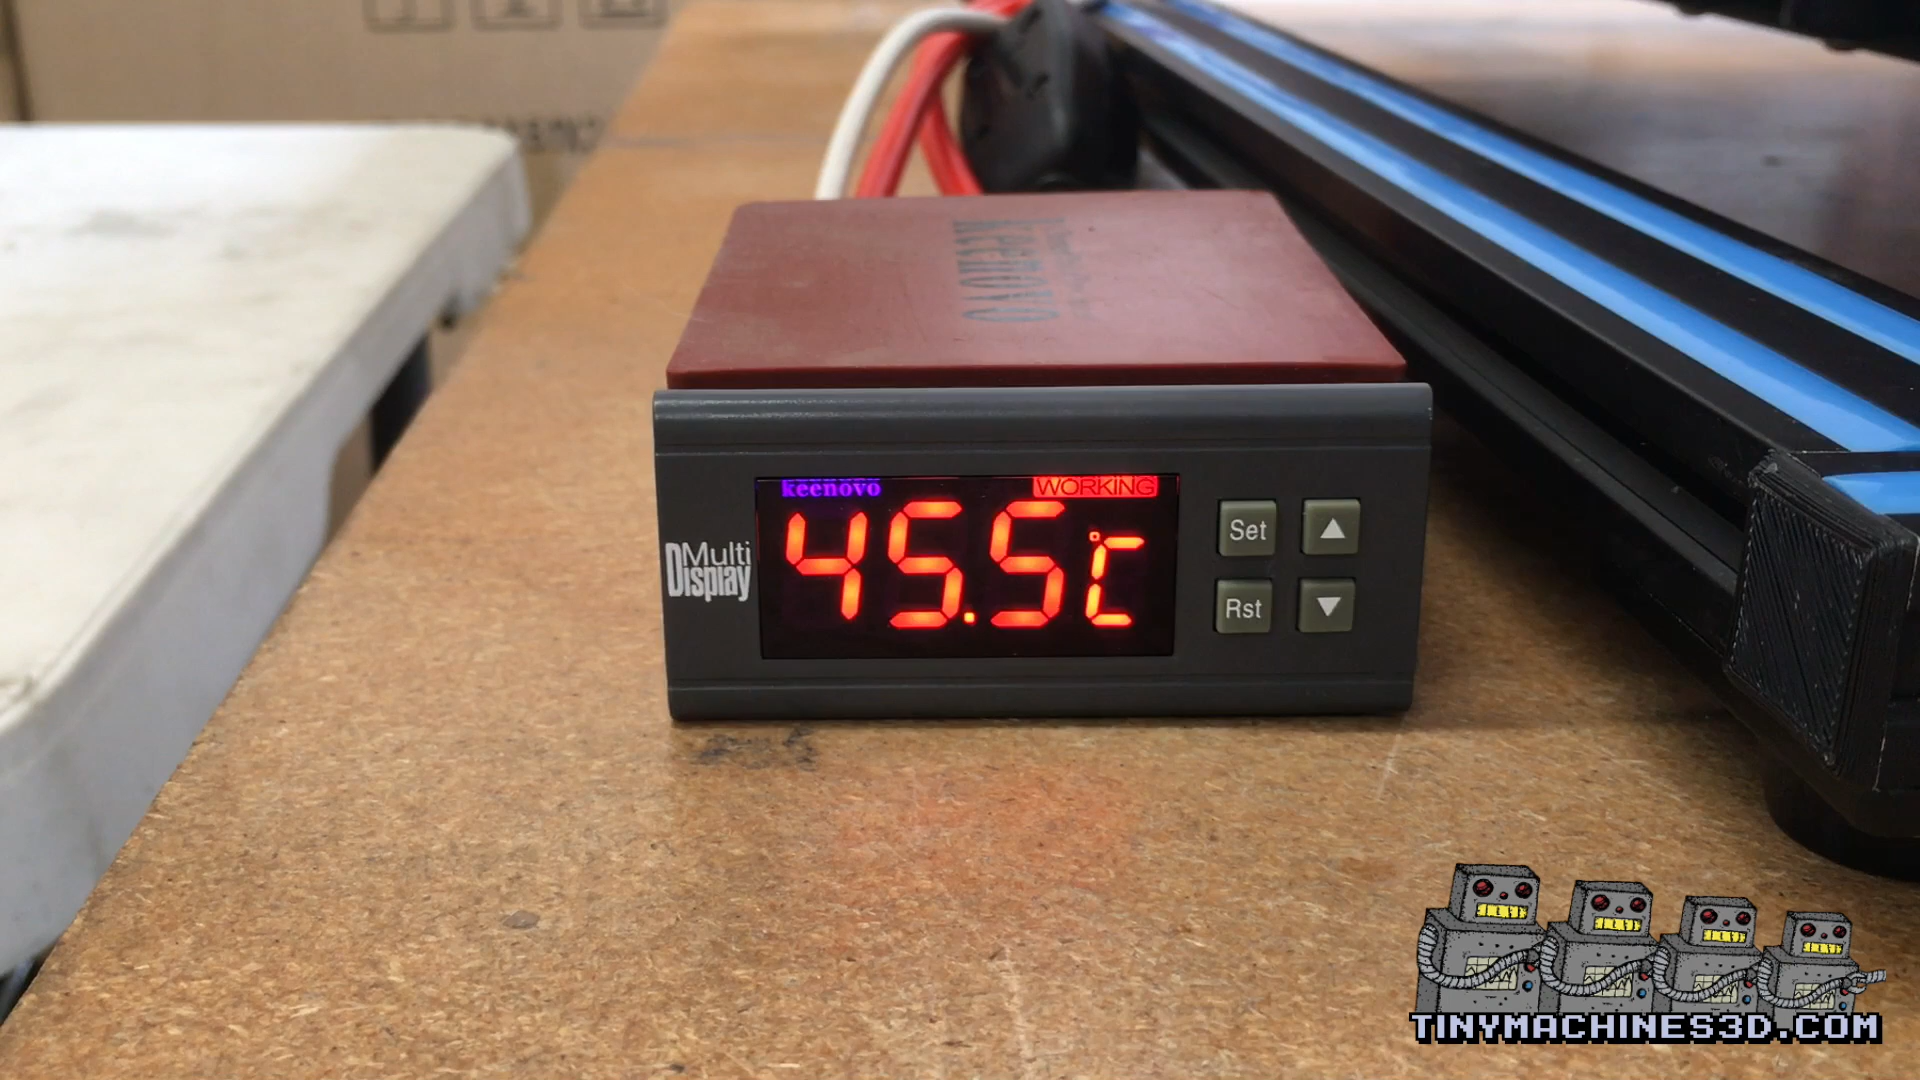 KEENOVO
keenovo
WORKING
Multi
Display
45.5°C
Set
Rst
TINYMACHINES3D.COM